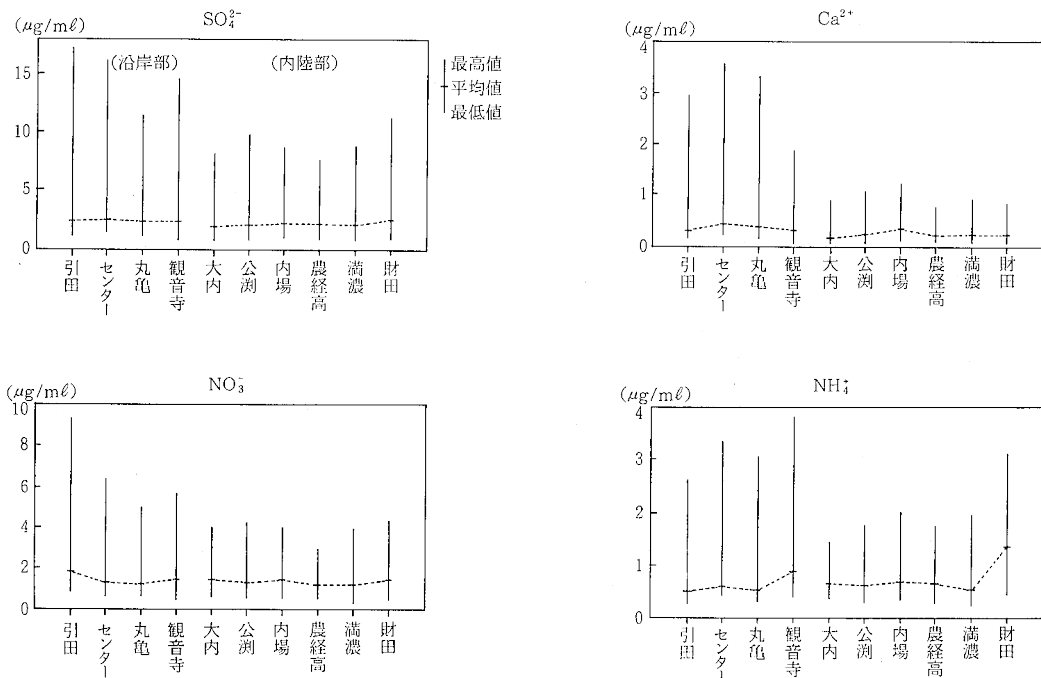 SO₄²⁻
(μg/mℓ)
15
10
5
0
(沿岸部)
(内陸部)
最高値
平均値
最低値
引田
センター
丸亀
観音寺
大内
公渕
内場
農経高
満濃
財田
Ca²⁺
(μg/mℓ)
4
3
2
1
0
引田
センター
丸亀
観音寺
大内
公渕
内場
農経高
満濃
財田
NO₃⁻
(μg/mℓ)
10
8
6
4
2
0
引田
センター
丸亀
観音寺
大内
公渕
内場
農経高
満濃
財田
NH₄⁺
(μg/mℓ)
4
3
2
1
0
引田
センター
丸亀
観音寺
大内
公渕
内場
農経高
満濃
財田